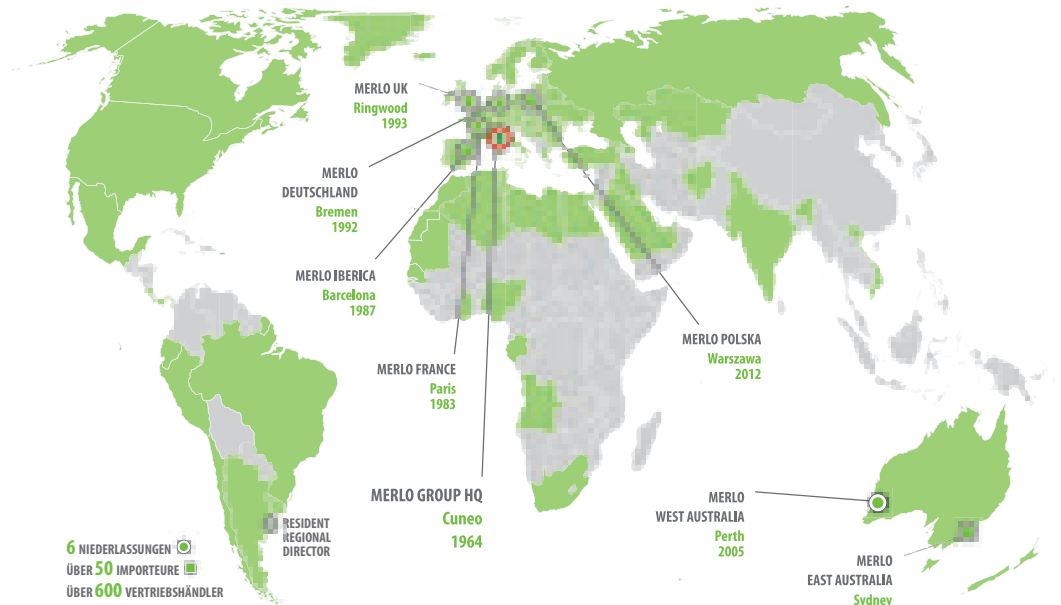 MERLO UK
Ringwood
1993
MERLO
DEUTSCHLAND
Bremen
1992
MERLO IBERICA
Barcelona
1987
MERLO FRANCE
Paris
1983
MERLO GROUP HQ
Cuneo
1964
MERLO POLSKA
Warszawa
2012
MERLO
WEST AUSTRALIA
Perth
2005
MERLO
EAST AUSTRALIA
Sydney
RESIDENT
REGIONAL
DIRECTOR
6 NIEDERLASSUNGEN
ÜBER 50 IMPORTEURE
ÜBER 600 VERTRIEBSHÄNDLER